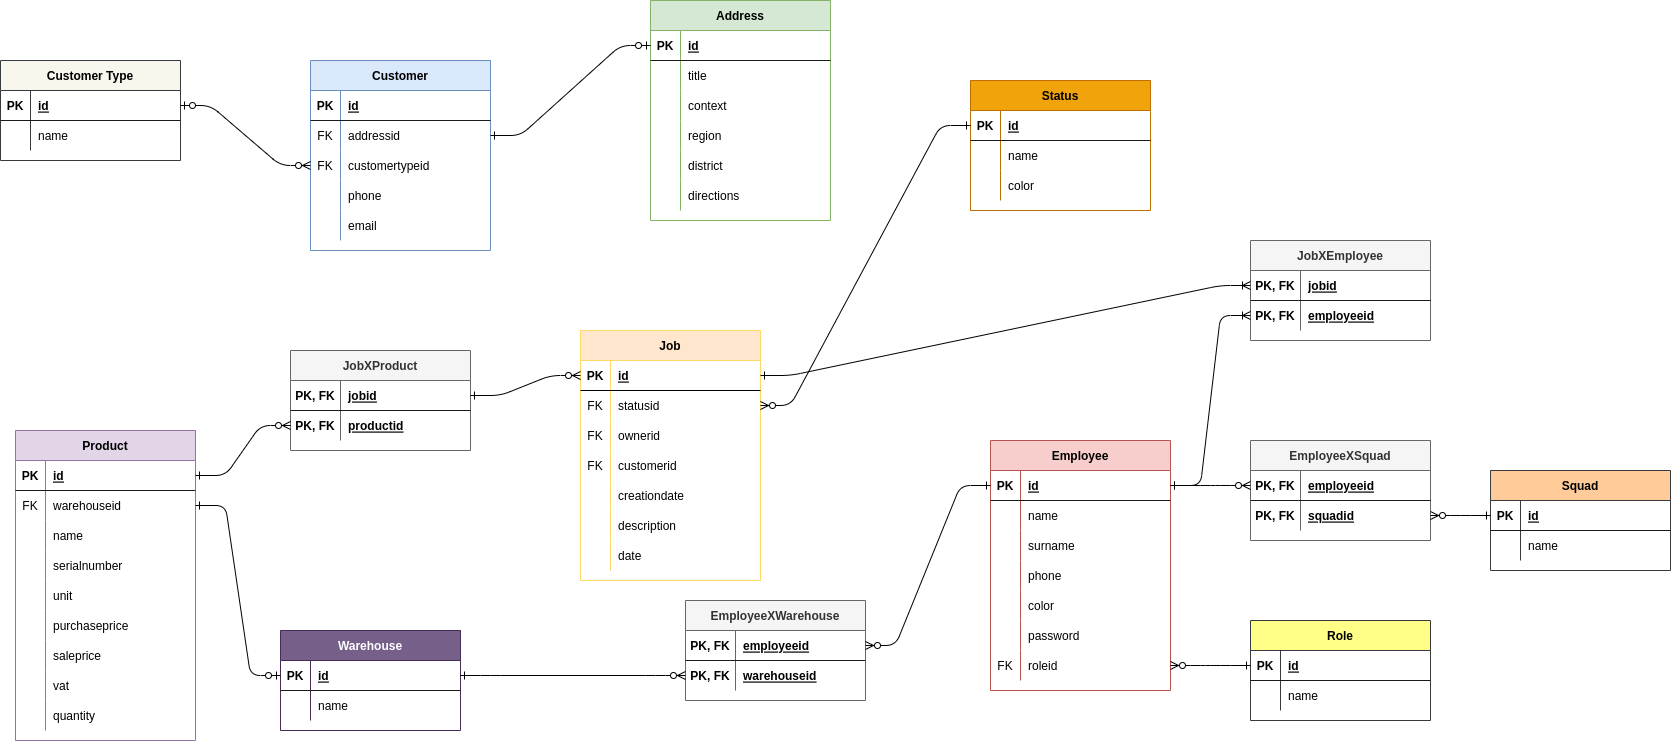 Address
PK id
title
context
region
district
directions
Customer Type
PK id
name
Customer
PK id
FK addressid
FK customertypeid
phone
email
Status
PK id
name
color
JobXEmployee
PK, FK jobid
PK, FK employeeid
Job
PK id
FK statusid
FK ownerid
FK customerid
creationdate
description
date
JobXProduct
PK, FK jobid
PK, FK productid
Product
PK id
FK warehouseid
name
serialnumber
unit
purchaseprice
saleprice
vat
quantity
Employee
PK id
name
surname
phone
color
password
FK roleid
EmployeeXSquad
PK, FK employeeid
PK, FK squadid
Squad
PK id
name
Warehouse
PK id
name
EmployeeXWarehouse
PK, FK employeeid
PK, FK warehouseid
Role
PK id
name